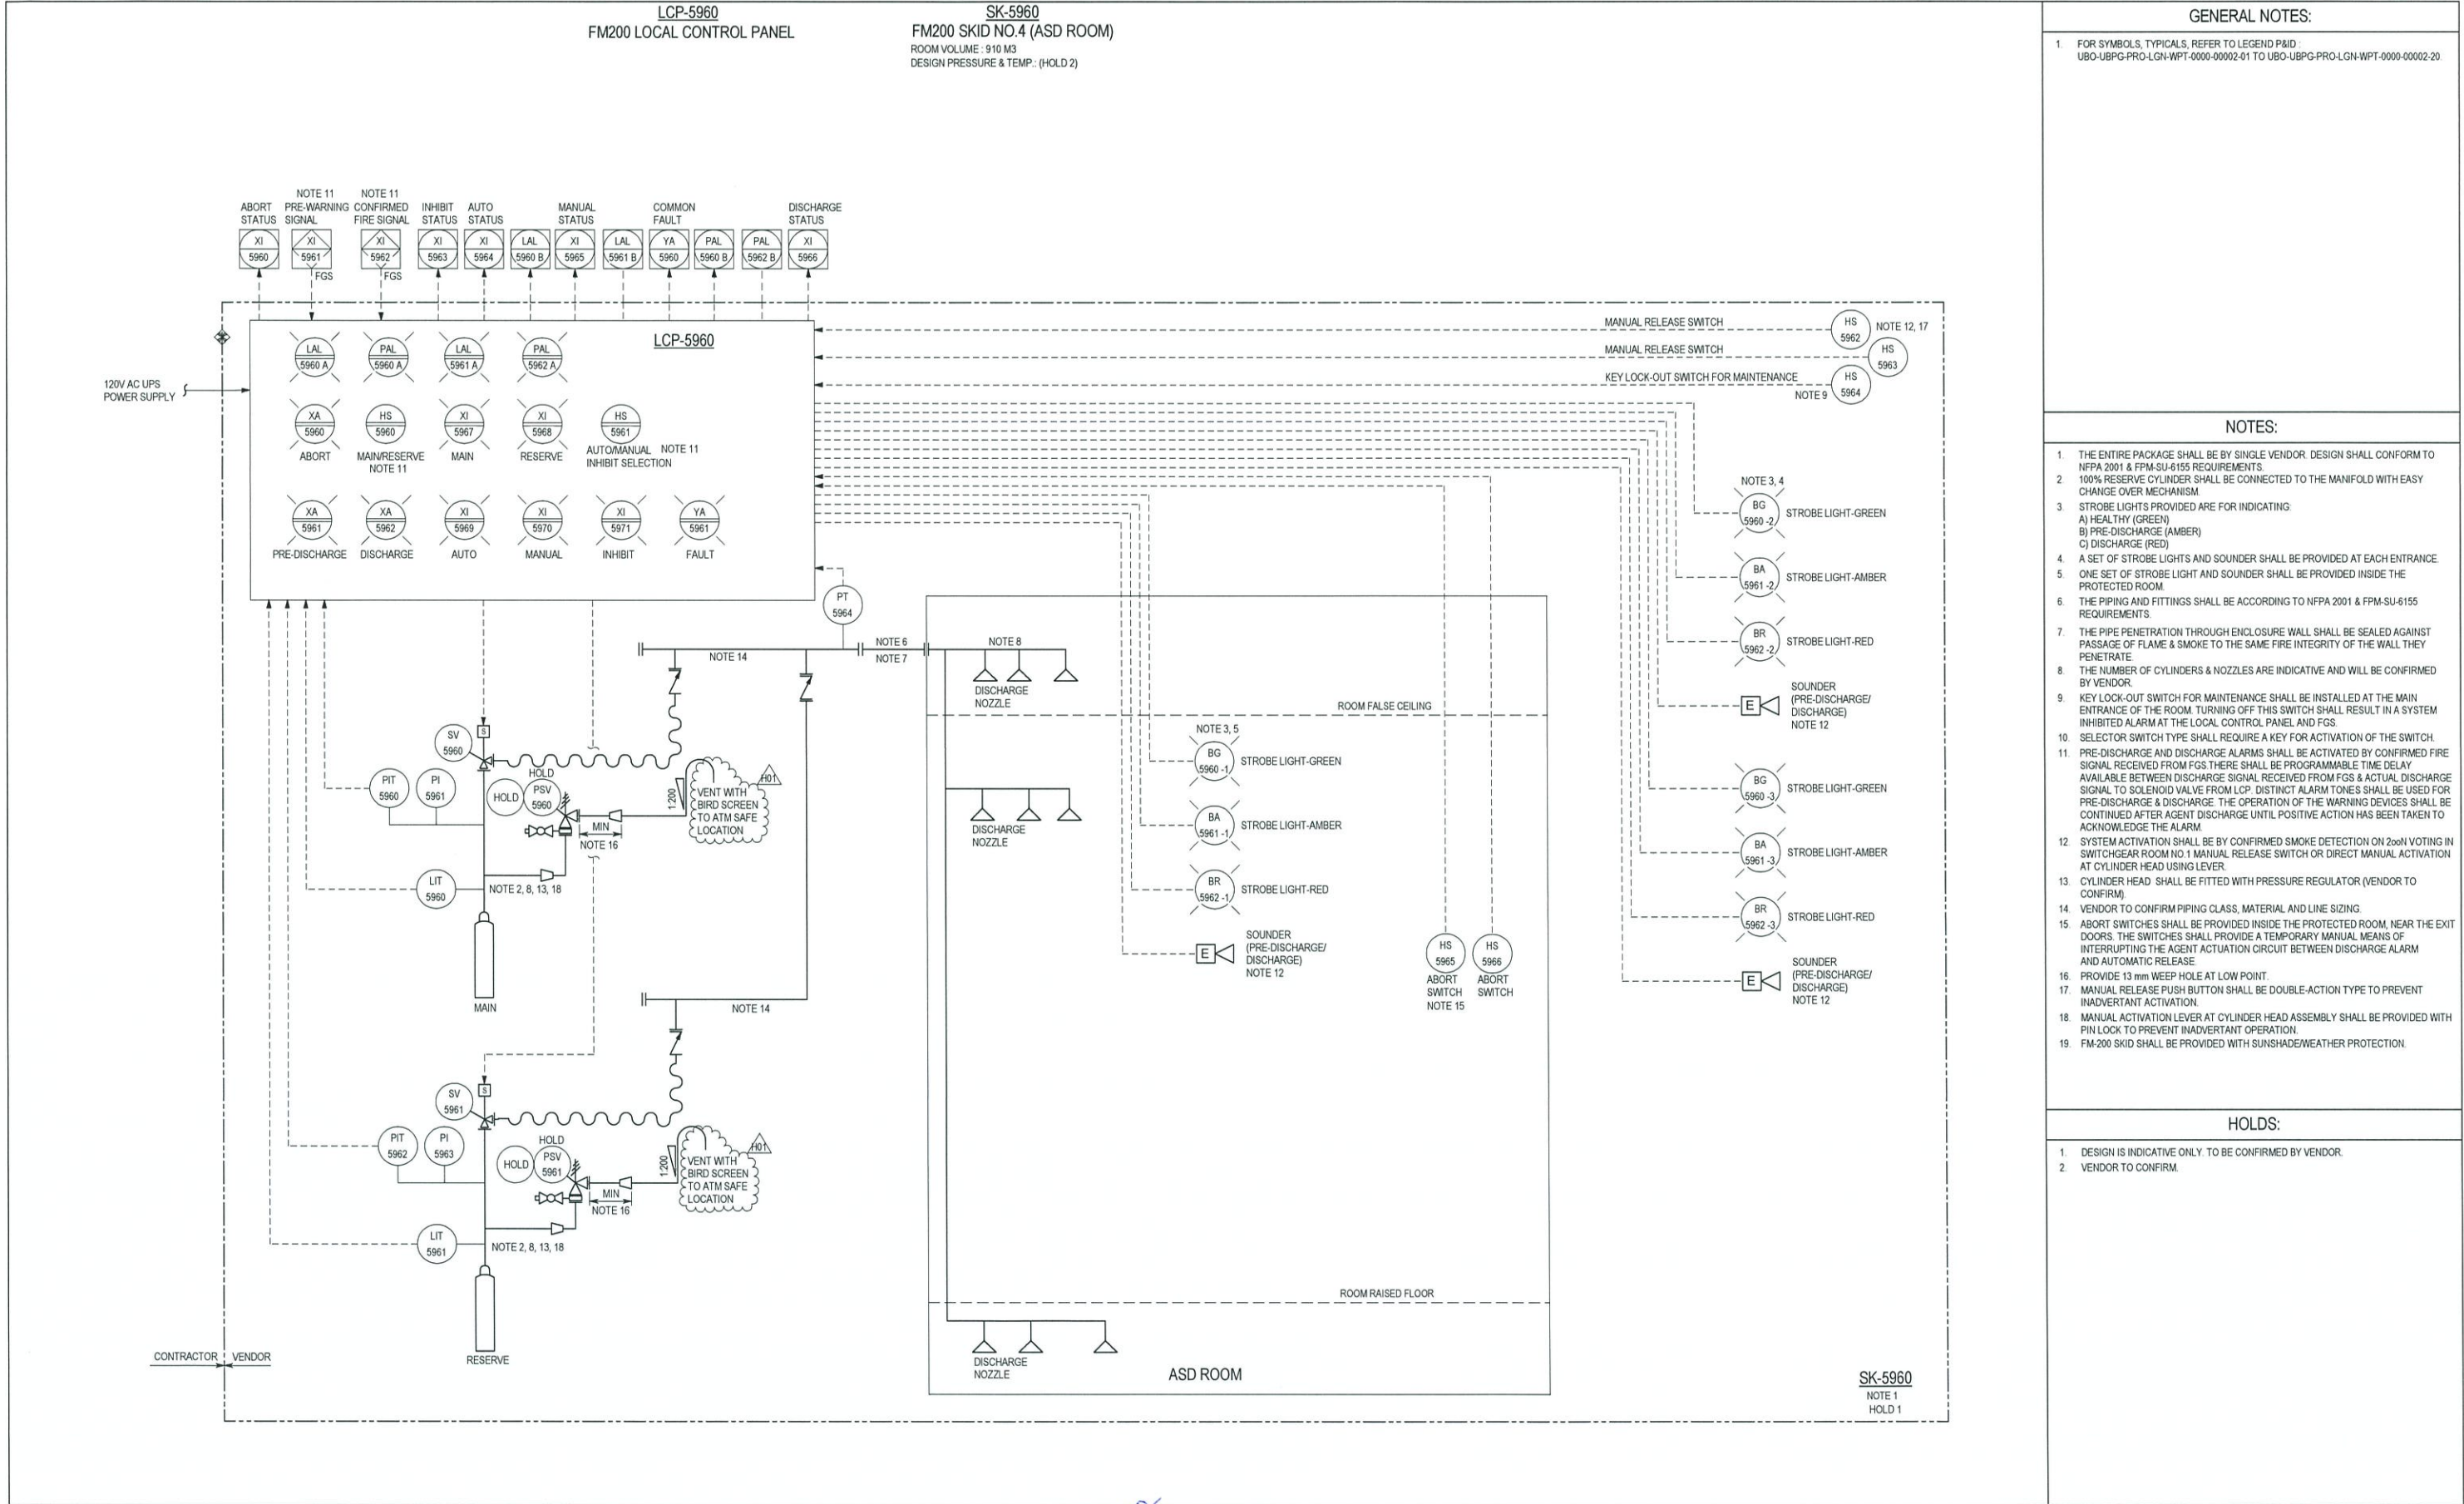 LCP-5960
FM200 LOCAL CONTROL PANEL
SK-5960
FM200 SKID NO.4 (ASD ROOM)
ROOM VOLUME : 910 M3
DESIGN PRESSURE & TEMP.: (HOLD 2)
ABORT
STATUS
XI
5960
NOTE 11
PRE-WARNING
SIGNAL
XI
5961
FGS
NOTE 11
CONFIRMED
FIRE SIGNAL
XI
5962
FGS
INHIBIT
STATUS
XI
5963
AUTO
STATUS
XI
5964
LAL
5960 B
MANUAL
STATUS
XI
5965
LAL
5961 B
COMMON
FAULT
YA
5960
PAL
5960 B
PAL
5962 B
DISCHARGE
STATUS
XI
5966
120V AC UPS
POWER SUPPLY
LCP-5960
LAL
5960 A
PAL
5960 A
LAL
5961 A
PAL
5962 A
XA
5960
ABORT
HS
5960
MAIN/RESERVE
NOTE 11
XI
5967
MAIN
XI
5968
RESERVE
HS
5961
AUTO/MANUAL
INHIBIT SELECTION
NOTE 11
XA
5961
PRE-DISCHARGE
XA
5962
DISCHARGE
XI
5969
AUTO
XI
5970
MANUAL
XI
5971
INHIBIT
YA
5961
FAULT
MANUAL RELEASE SWITCH
HS
5962
NOTE 12, 17
MANUAL RELEASE SWITCH
HS
5963
KEY LOCK-OUT SWITCH FOR MAINTENANCE
HS
5964
NOTE 9
PT
5964
NOTE 14
NOTE 6
NOTE 7
NOTE 8
DISCHARGE
NOZZLE
ROOM FALSE CEILING
SV
5960
S
PIT
5960
PI
5961
HOLD
HOLD
PSV
5960
MIN
NOTE 16
1:200
VENT WITH
BIRD SCREEN
TO ATM SAFE
LOCATION
H01
LIT
5960
NOTE 2, 8, 13, 18
MAIN
NOTE 14
SV
5961
S
PIT
5962
PI
5963
HOLD
HOLD
PSV
5961
MIN
NOTE 16
1:200
VENT WITH
BIRD SCREEN
TO ATM SAFE
LOCATION
H01
LIT
5961
NOTE 2, 8, 13, 18
RESERVE
CONTRACTOR
VENDOR
DISCHARGE
NOZZLE
NOTE 3, 5
BG
5960 -1
STROBE LIGHT-GREEN
BA
5961 -1
STROBE LIGHT-AMBER
BR
5962 -1
STROBE LIGHT-RED
E
SOUNDER
(PRE-DISCHARGE/
DISCHARGE)
NOTE 12
HS
5965
ABORT
SWITCH
NOTE 15
HS
5966
ABORT
SWITCH
ROOM RAISED FLOOR
DISCHARGE
NOZZLE
ASD ROOM
NOTE 3, 4
BG
5960 -2
STROBE LIGHT-GREEN
BA
5961 -2
STROBE LIGHT-AMBER
BR
5962 -2
STROBE LIGHT-RED
E
SOUNDER
(PRE-DISCHARGE/
DISCHARGE)
NOTE 12
BG
5960 -3
STROBE LIGHT-GREEN
BA
5961 -3
STROBE LIGHT-AMBER
BR
5962 -3
STROBE LIGHT-RED
E
SOUNDER
(PRE-DISCHARGE/
DISCHARGE)
NOTE 12
SK-5960
NOTE 1
HOLD 1
GENERAL NOTES:
1. FOR SYMBOLS, TYPICALS, REFER TO LEGEND P&ID :
UBO-UBPG-PRO-LGN-WPT-0000-00002-01 TO UBO-UBPG-PRO-LGN-WPT-0000-00002-20.
NOTES:
1. THE ENTIRE PACKAGE SHALL BE BY SINGLE VENDOR. DESIGN SHALL CONFORM TO
NFPA 2001 & FPM-SU-6155 REQUIREMENTS.
2. 100% RESERVE CYLINDER SHALL BE CONNECTED TO THE MANIFOLD WITH EASY
CHANGE OVER MECHANISM.
3. STROBE LIGHTS PROVIDED ARE FOR INDICATING:
A) HEALTHY (GREEN)
B) PRE-DISCHARGE (AMBER)
C) DISCHARGE (RED)
4. A SET OF STROBE LIGHTS AND SOUNDER SHALL BE PROVIDED AT EACH ENTRANCE.
5. ONE SET OF STROBE LIGHT AND SOUNDER SHALL BE PROVIDED INSIDE THE
PROTECTED ROOM.
6. THE PIPING AND FITTINGS SHALL BE ACCORDING TO NFPA 2001 & FPM-SU-6155
REQUIREMENTS.
7. THE PIPE PENETRATION THROUGH ENCLOSURE WALL SHALL BE SEALED AGAINST
PASSAGE OF FLAME & SMOKE TO THE SAME FIRE INTEGRITY OF THE WALL THEY
PENETRATE.
8. THE NUMBER OF CYLINDERS & NOZZLES ARE INDICATIVE AND WILL BE CONFIRMED
BY VENDOR.
9. KEY LOCK-OUT SWITCH FOR MAINTENANCE SHALL BE INSTALLED AT THE MAIN
ENTRANCE OF THE ROOM. TURNING OFF THIS SWITCH SHALL RESULT IN A SYSTEM
INHIBITED ALARM AT THE LOCAL CONTROL PANEL AND FGS.
10. SELECTOR SWITCH TYPE SHALL REQUIRE A KEY FOR ACTIVATION OF THE SWITCH.
11. PRE-DISCHARGE AND DISCHARGE ALARMS SHALL BE ACTIVATED BY CONFIRMED FIRE
SIGNAL RECEIVED FROM FGS.THERE SHALL BE PROGRAMMABLE TIME DELAY
AVAILABLE BETWEEN DISCHARGE SIGNAL RECEIVED FROM FGS & ACTUAL DISCHARGE
SIGNAL TO SOLENOID VALVE FROM LCP. DISTINCT ALARM TONES SHALL BE USED FOR
PRE-DISCHARGE & DISCHARGE. THE OPERATION OF THE WARNING DEVICES SHALL BE
CONTINUED AFTER AGENT DISCHARGE UNTIL POSITIVE ACTION HAS BEEN TAKEN TO
ACKNOWLEDGE THE ALARM.
12. SYSTEM ACTIVATION SHALL BE BY CONFIRMED SMOKE DETECTION ON 2ooN VOTING IN
SWITCHGEAR ROOM NO.1 MANUAL RELEASE SWITCH OR DIRECT MANUAL ACTIVATION
AT CYLINDER HEAD USING LEVER.
13. CYLINDER HEAD SHALL BE FITTED WITH PRESSURE REGULATOR (VENDOR TO
CONFIRM).
14. VENDOR TO CONFIRM PIPING CLASS, MATERIAL AND LINE SIZING.
15. ABORT SWITCHES SHALL BE PROVIDED INSIDE THE PROTECTED ROOM, NEAR THE EXIT
DOORS. THE SWITCHES SHALL PROVIDE A TEMPORARY MANUAL MEANS OF
INTERRUPTING THE AGENT ACTUATION CIRCUIT BETWEEN DISCHARGE ALARM
AND AUTOMATIC RELEASE.
16. PROVIDE 13 mm WEEP HOLE AT LOW POINT.
17. MANUAL RELEASE PUSH BUTTON SHALL BE DOUBLE-ACTION TYPE TO PREVENT
INADVERTANT ACTIVATION.
18. MANUAL ACTIVATION LEVER AT CYLINDER HEAD ASSEMBLY SHALL BE PROVIDED WITH
PIN LOCK TO PREVENT INADVERTANT OPERATION.
19. FM-200 SKID SHALL BE PROVIDED WITH SUNSHADE/WEATHER PROTECTION.
HOLDS:
1. DESIGN IS INDICATIVE ONLY. TO BE CONFIRMED BY VENDOR.
2. VENDOR TO CONFIRM.